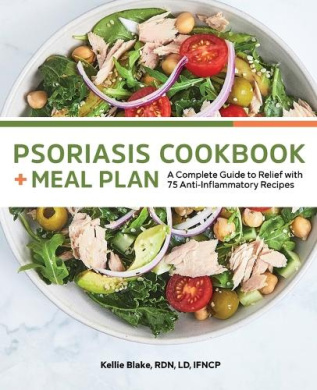 PSORIASIS COOKBOOK
+ MEAL PLAN
A Complete Guide to Relief with
75 Anti-Inflammatory Recipes
Kellie Blake, RDN, LD, IFNCP